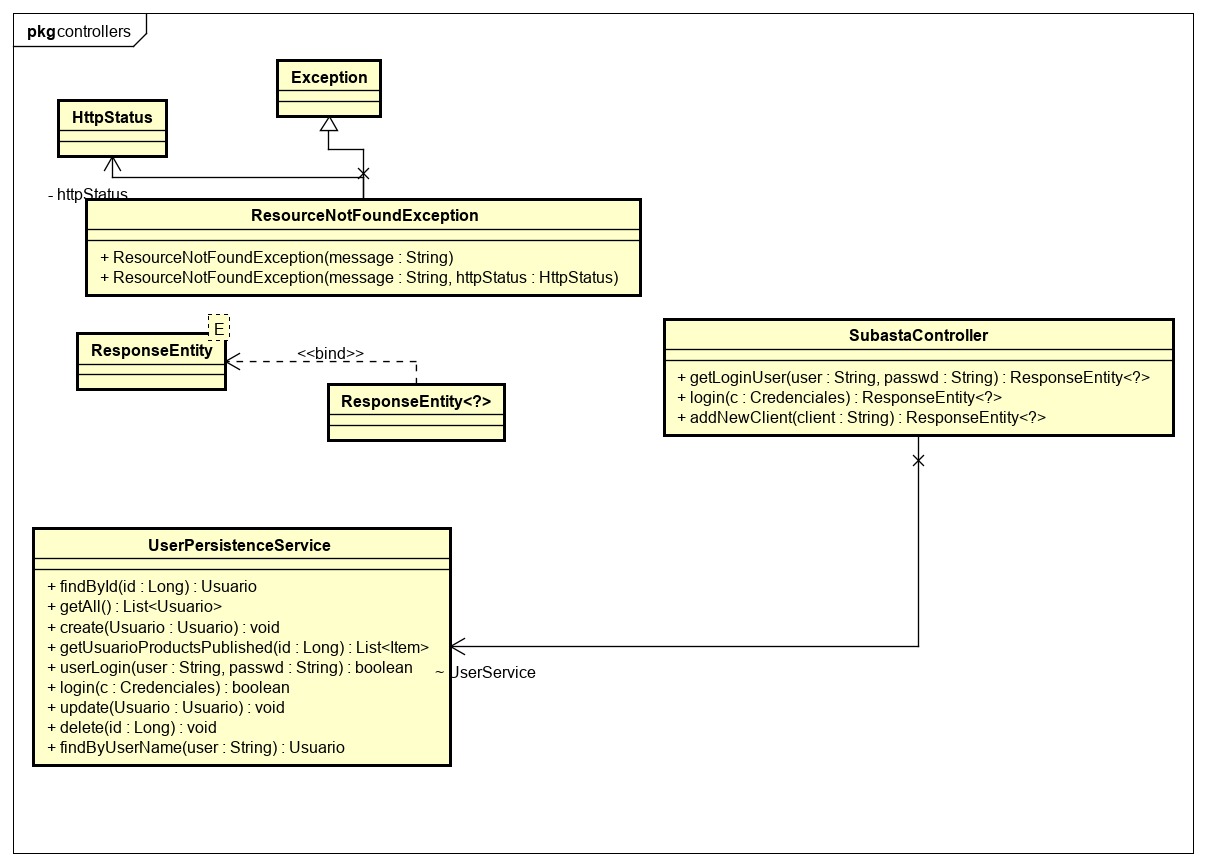 pkg controllers
Exception
HttpStatus
- httpStatus
ResourceNotFoundException
+ ResourceNotFoundException(message : String)
+ ResourceNotFoundException(message : String, httpStatus : HttpStatus)
E
ResponseEntity
<<bind>>
ResponseEntity<?>
SubastaController
+ getLoginUser(user : String, passwd : String) : ResponseEntity<?>
+ login(c : Credenciales) : ResponseEntity<?>
+ addNewClient(client : String) : ResponseEntity<?>
UserPersistenceService
+ findById(id : Long) : Usuario
+ getAll() : List<Usuario>
+ create(Usuario : Usuario) : void
+ getUsuarioProductsPublished(id : Long) : List<Item>
+ userLogin(user : String, passwd : String) : boolean
+ login(c : Credenciales) : boolean
+ update(Usuario : Usuario) : void
+ delete(id : Long) : void
+ findByUserName(user : String) : Usuario
~ UserService